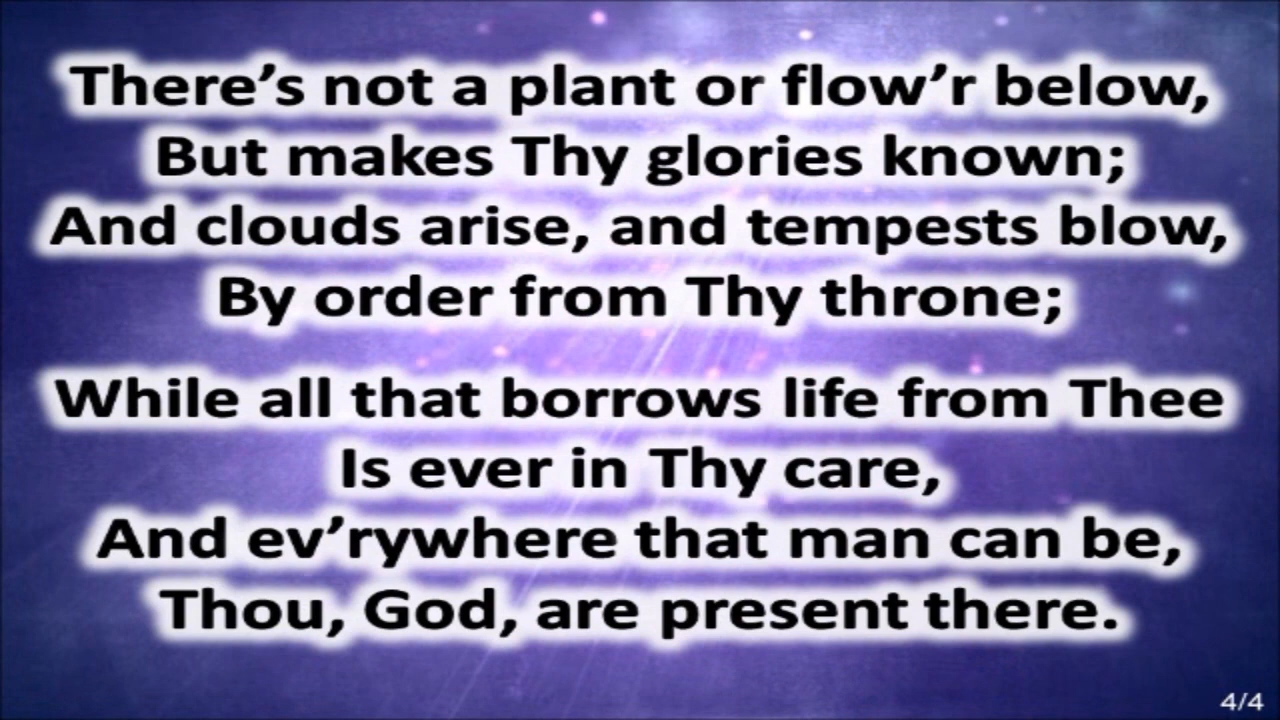 There’s not a plant or flow’r below,
But makes Thy glories known;
And clouds arise, and tempests blow,
By order from Thy throne;
While all that borrows life from Thee
Is ever in Thy care,
And ev’rywhere that man can be,
Thou, God, are present there.
4/4